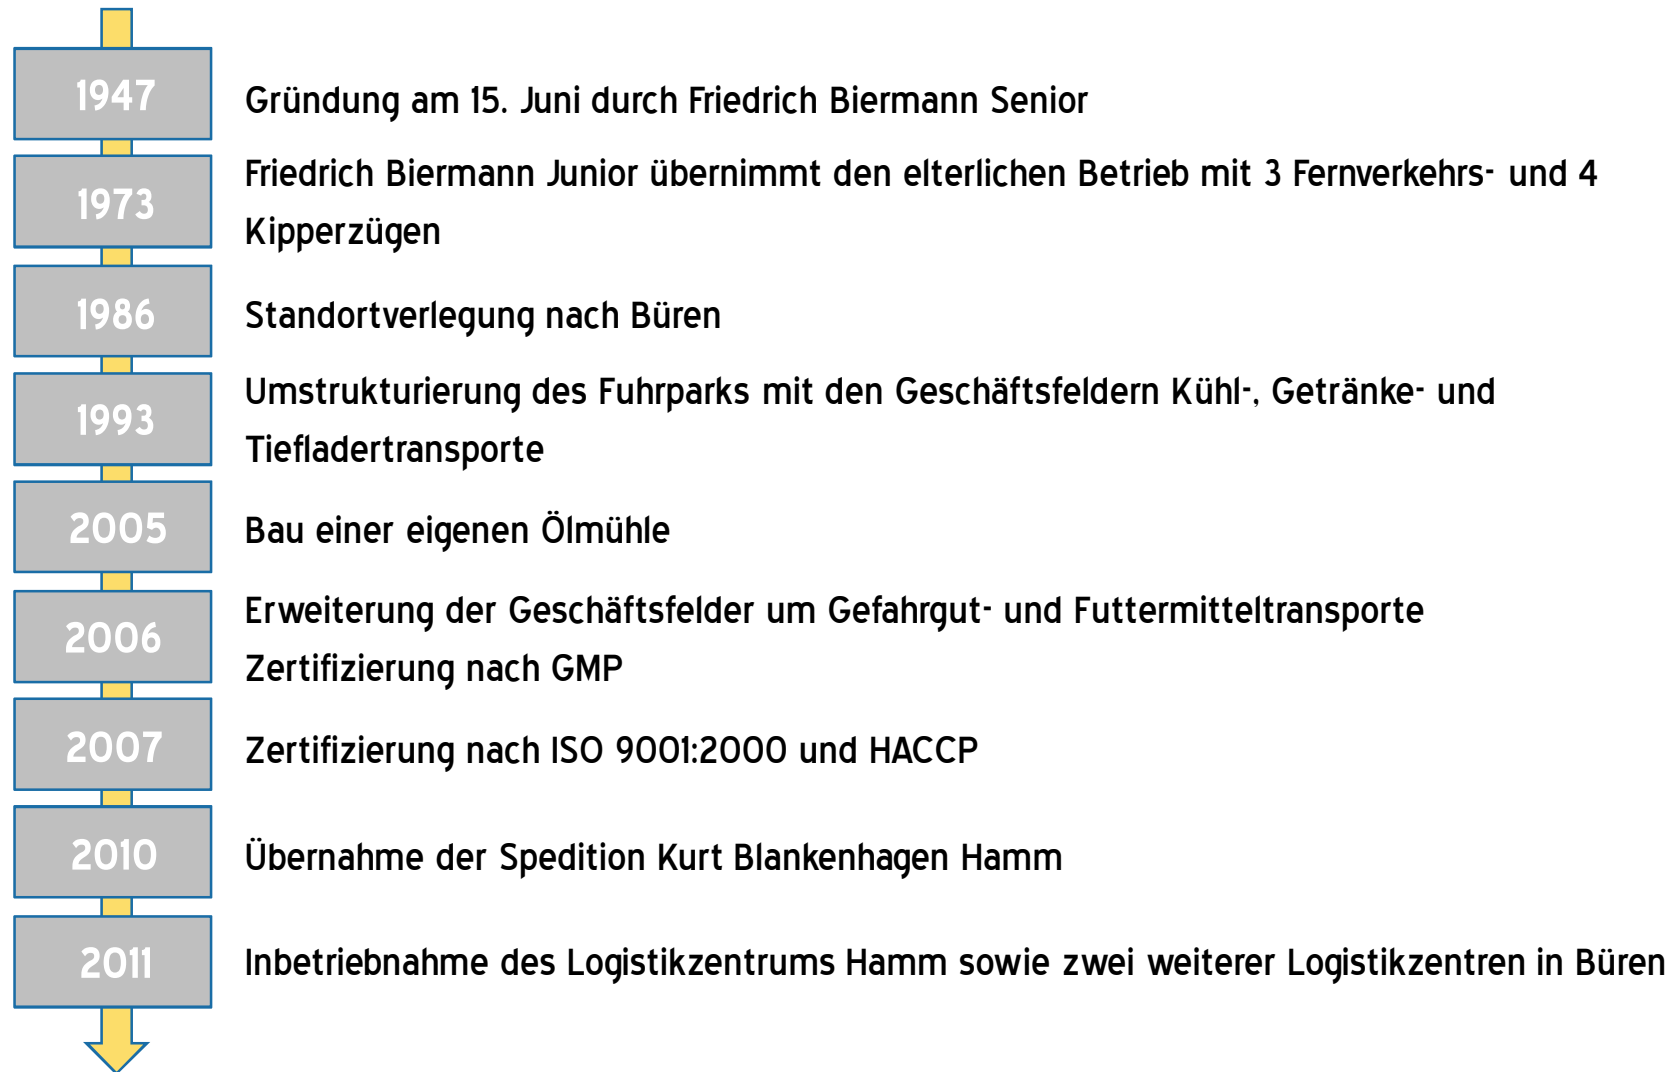 1947
Gründung am 15. Juni durch Friedrich Biermann Senior
1973
Friedrich Biermann Junior übernimmt den elterlichen Betrieb mit 3 Fernverkehrs- und 4
Kipperzügen
1986
Standortverlegung nach Büren
1993
Umstrukturierung des Fuhrparks mit den Geschäftsfeldern Kühl-, Getränke- und
Tiefladertransporte
2005
Bau einer eigenen Ölmühle
2006
Erweiterung der Geschäftsfelder um Gefahrgut- und Futtermitteltransporte
Zertifizierung nach GMP
2007
Zertifizierung nach ISO 9001:2000 und HACCP
2010
Übernahme der Spedition Kurt Blankenhagen Hamm
2011
Inbetriebnahme des Logistikzentrums Hamm sowie zwei weiterer Logistikzentren in Büren